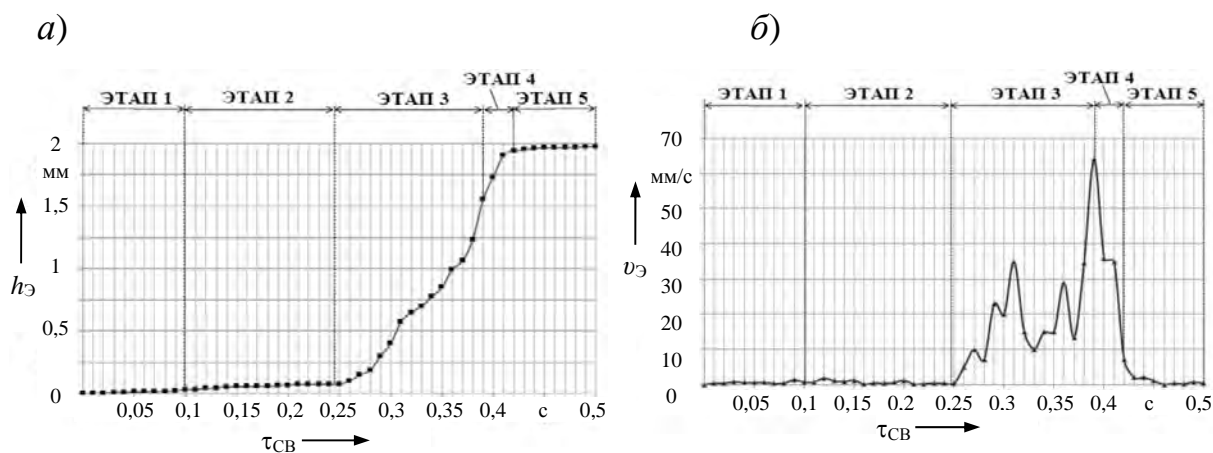 а)
ЭТАП 4
ЭТАП 1 ЭТАП 2 ЭТАП 3 ЭТАП 5
2
мм
1,5
1
hЭ
0,5
0
0,05 0,1 0,15 0,2 0,25 0,3 0,35 0,4 с 0,5
τСВ
б)
ЭТАП 4
ЭТАП 1 ЭТАП 2 ЭТАП 3 ЭТАП 5
70
мм/с
50
40
υЭ
30
20
10
0
0,05 0,1 0,15 0.2 0,25 0.3 0,35 0,4 с 0,5
τСВ